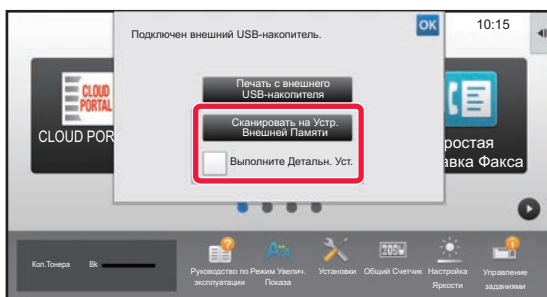 Подключен внешний USB-накопитель.
OK
10:15
Печать с внешнего
USB-накопителя
CLOUD
PORTAL
Сканировать на Устр.
Внешней Памяти
CLOUD POR
ростая
авка Факса
Выполните Детальн. Уст.
Кол.Тонера
Bk
Руководство по
эксплуатации
Режим Увелич.
Показа
Установки
Общий Счетчик
Настройка
Яркости
Управление
заданиями